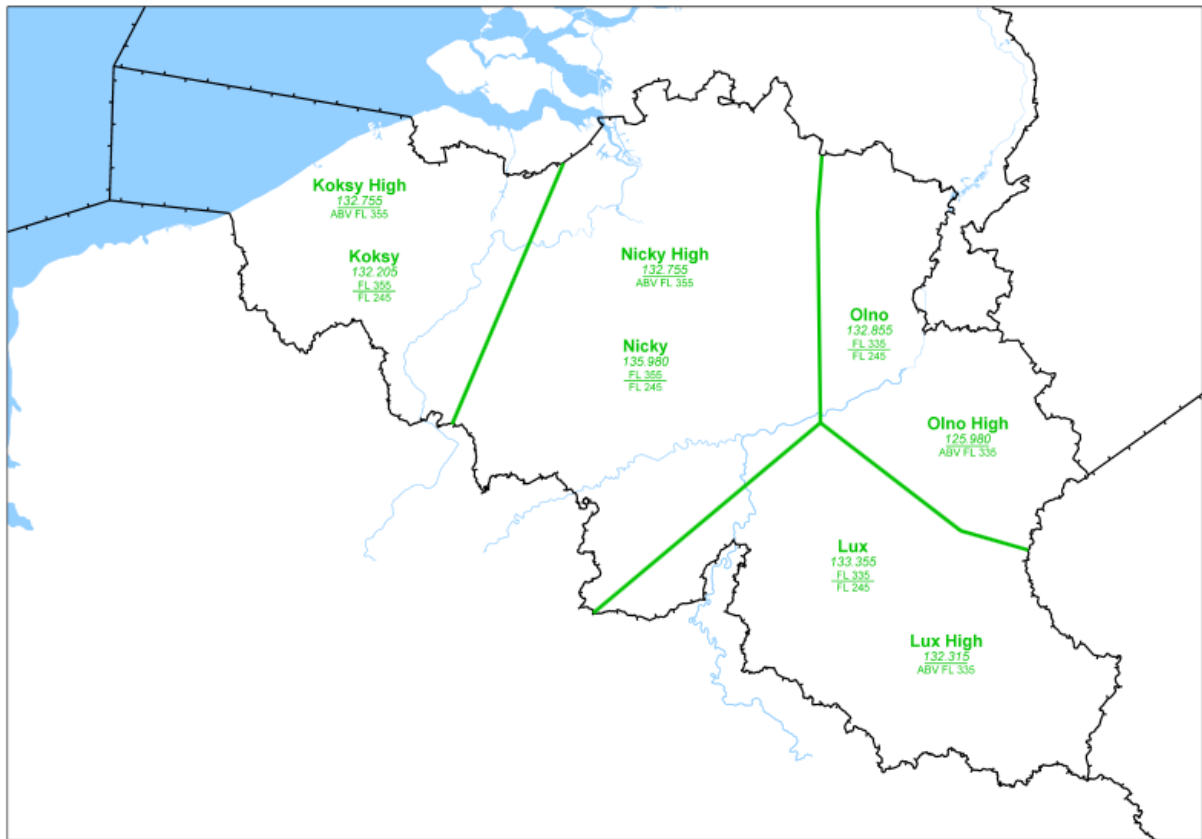 Koksy High
132.755
ABV FL 355
Koksy
132.205
FL 355
FL 245
Nicky High
132.755
ABV FL 355
Nicky
135.980
FL 355
FL 245
Olno
132.855
FL 335
FL 245
Olno High
125.980
ABV FL 335
Lux
133.355
FL 335
FL 245
Lux High
132.315
ABV FL 335